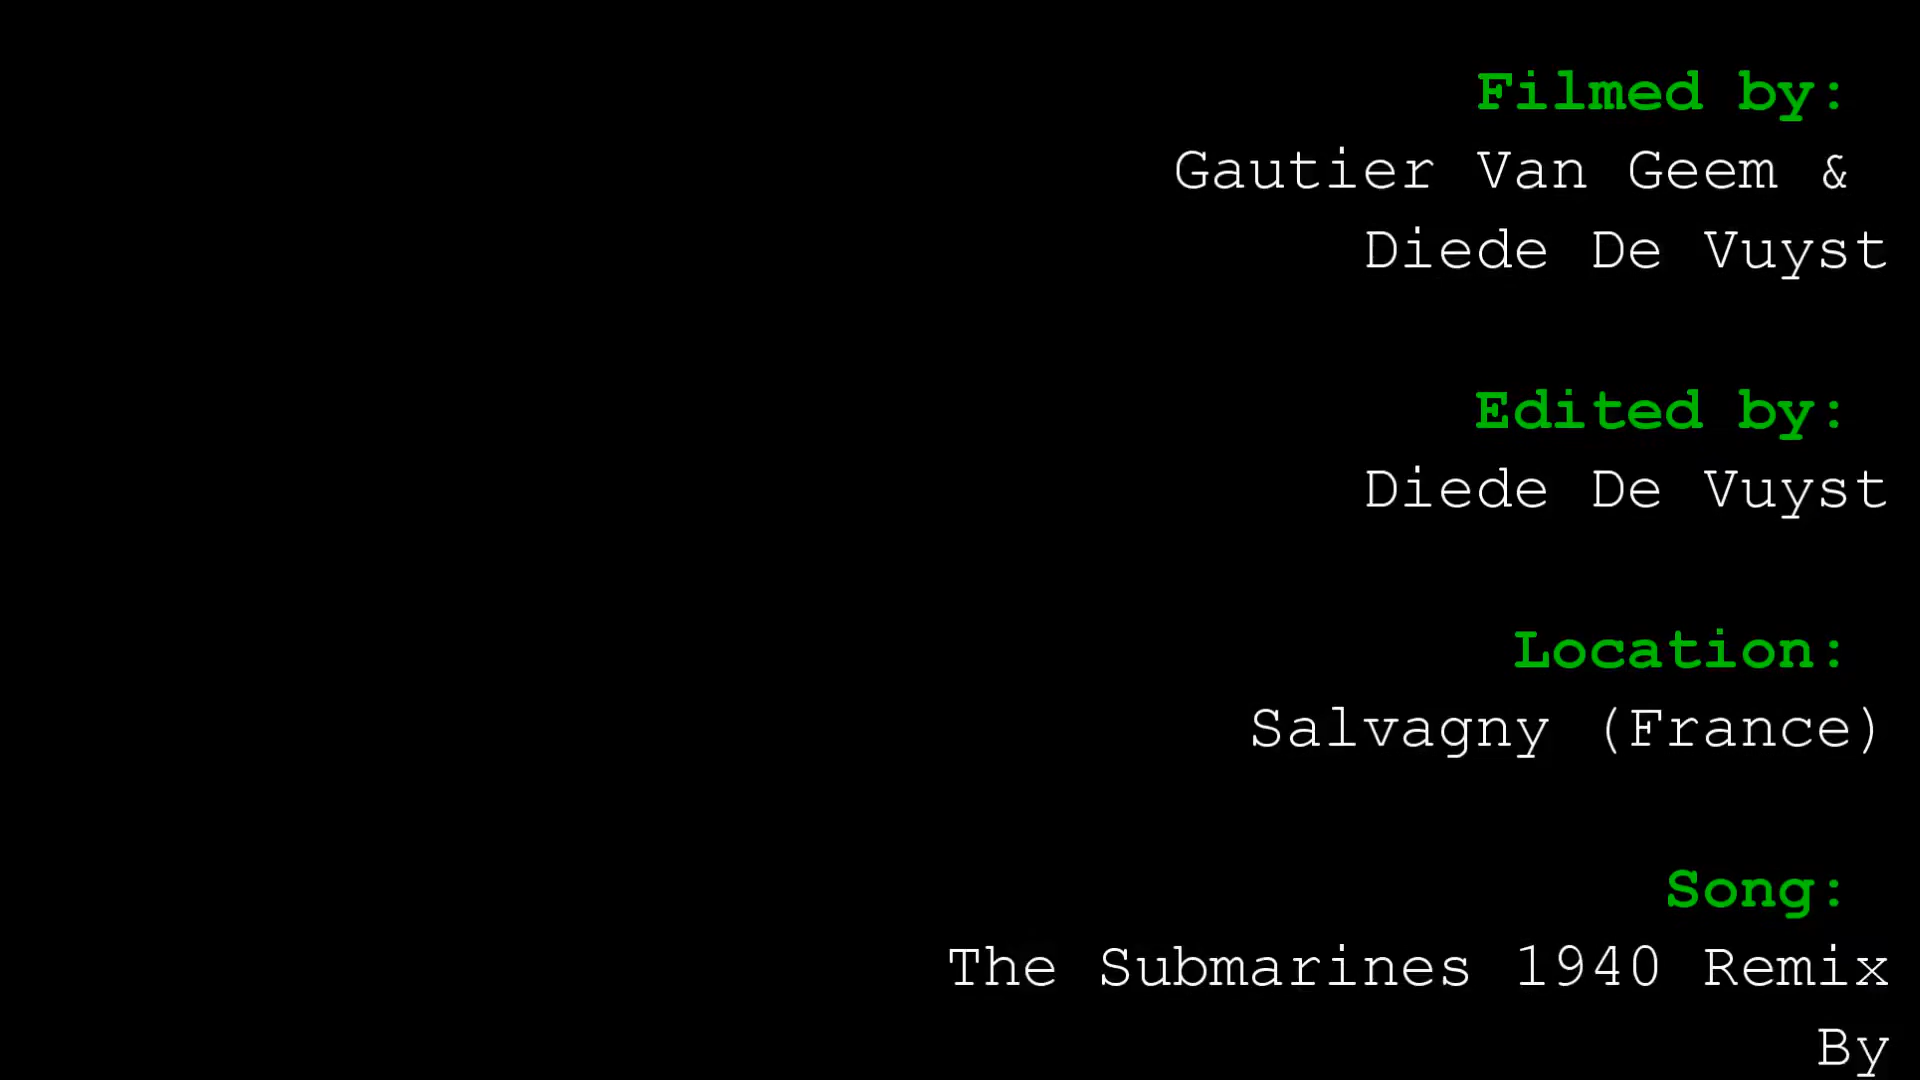 Filmed by:
Gautier Van Geem &
Diede De Vuyst
Edited by:
Diede De Vuyst
Location:
Salvagny (France)
Song:
The Submarines 1940 Remix
By